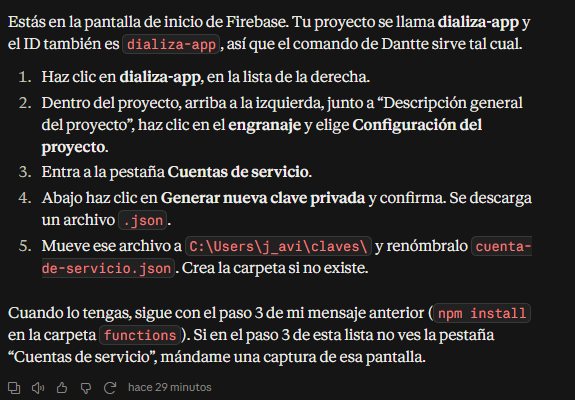 Estás en la pantalla de inicio de Firebase. Tu proyecto se llama dializa-app y
el ID también es dializa-app, así que el comando de Dantte sirve tal cual.
1. Haz clic en dializa-app, en la lista de la derecha.
2. Dentro del proyecto, arriba a la izquierda, junto a “Descripción general
del proyecto”, haz clic en el engranaje y elige Configuración del
proyecto.
3. Entra a la pestaña Cuentas de servicio.
4. Abajo haz clic en Generar nueva clave privada y confirma. Se descarga
un archivo .json.
5. Mueve ese archivo a C:\Users\j_avi\claves\ y renómbralo cuenta-
de-servicio.json. Crea la carpeta si no existe.
Cuando lo tengas, sigue con el paso 3 de mi mensaje anterior (npm install
en la carpeta functions). Si en el paso 3 de esta lista no ves la pestaña
“Cuentas de servicio”, mándame una captura de esa pantalla.
hace 29 minutos